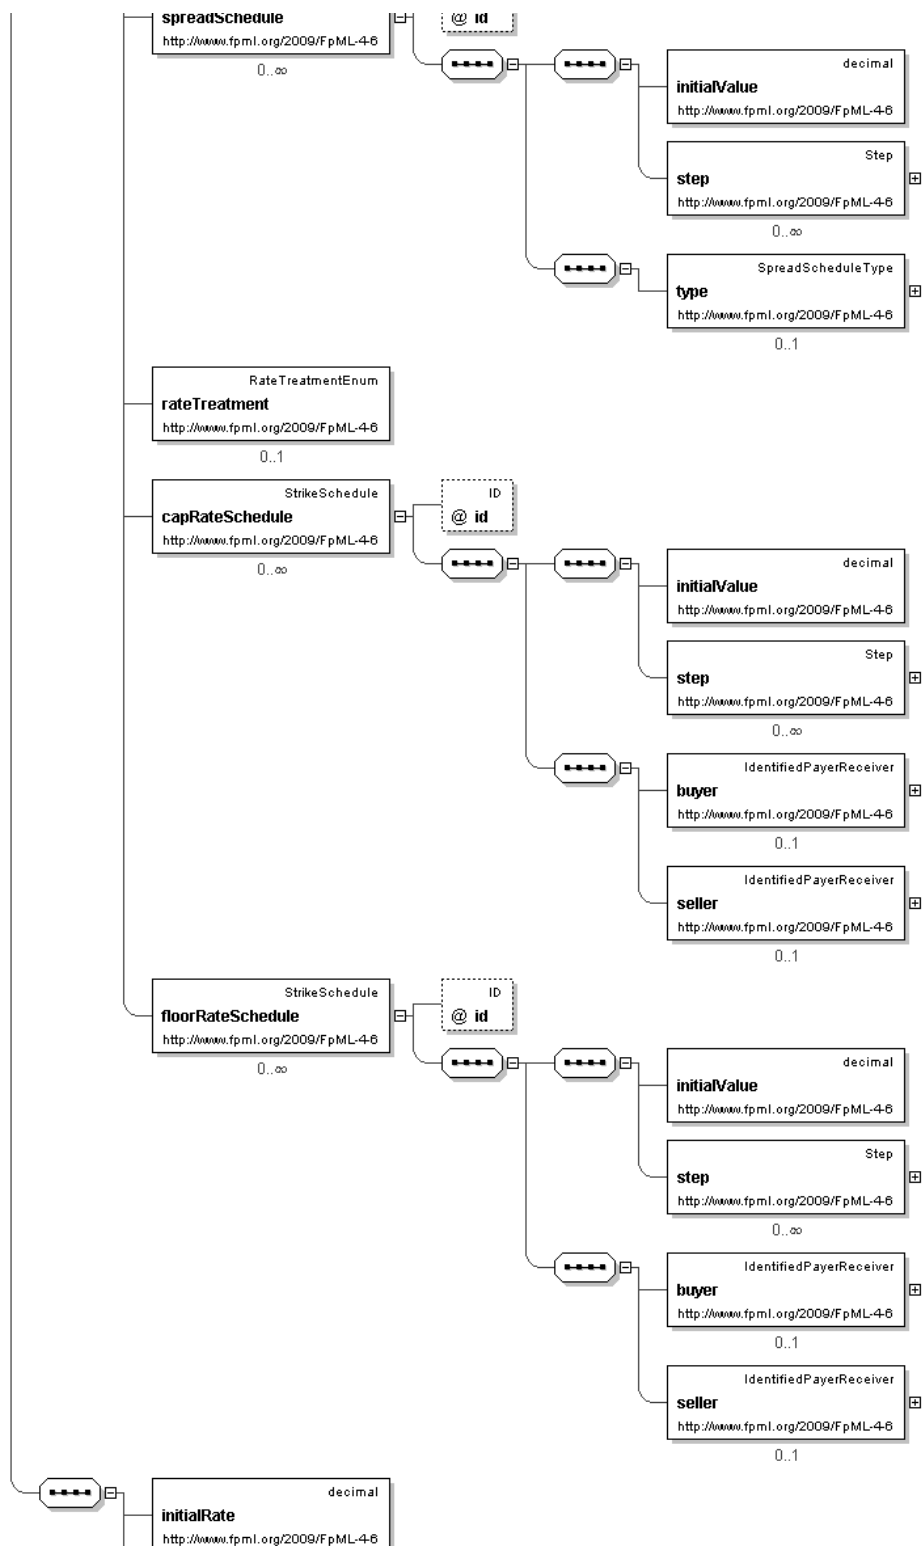 spreadSchedule
http://www.fpml.org/2009/FpML-4-6
0..∞
@ id
decimal
initialValue
http://www.fpml.org/2009/FpML-4-6
Step
step
http://www.fpml.org/2009/FpML-4-6
0..∞
SpreadScheduleType
type
http://www.fpml.org/2009/FpML-4-6
0..1
RateTreatmentEnum
rateTreatment
http://www.fpml.org/2009/FpML-4-6
0..1
StrikeSchedule
capRateSchedule
http://www.fpml.org/2009/FpML-4-6
0..∞
ID
@ id
decimal
initialValue
http://www.fpml.org/2009/FpML-4-6
Step
step
http://www.fpml.org/2009/FpML-4-6
0..∞
IdentifiedPayerReceiver
buyer
http://www.fpml.org/2009/FpML-4-6
0..1
IdentifiedPayerReceiver
seller
http://www.fpml.org/2009/FpML-4-6
0..1
StrikeSchedule
floorRateSchedule
http://www.fpml.org/2009/FpML-4-6
0..∞
ID
@ id
decimal
initialValue
http://www.fpml.org/2009/FpML-4-6
Step
step
http://www.fpml.org/2009/FpML-4-6
0..∞
IdentifiedPayerReceiver
buyer
http://www.fpml.org/2009/FpML-4-6
0..1
IdentifiedPayerReceiver
seller
http://www.fpml.org/2009/FpML-4-6
0..1
decimal
initialRate
http://www.fpml.org/2009/FpML-4-6